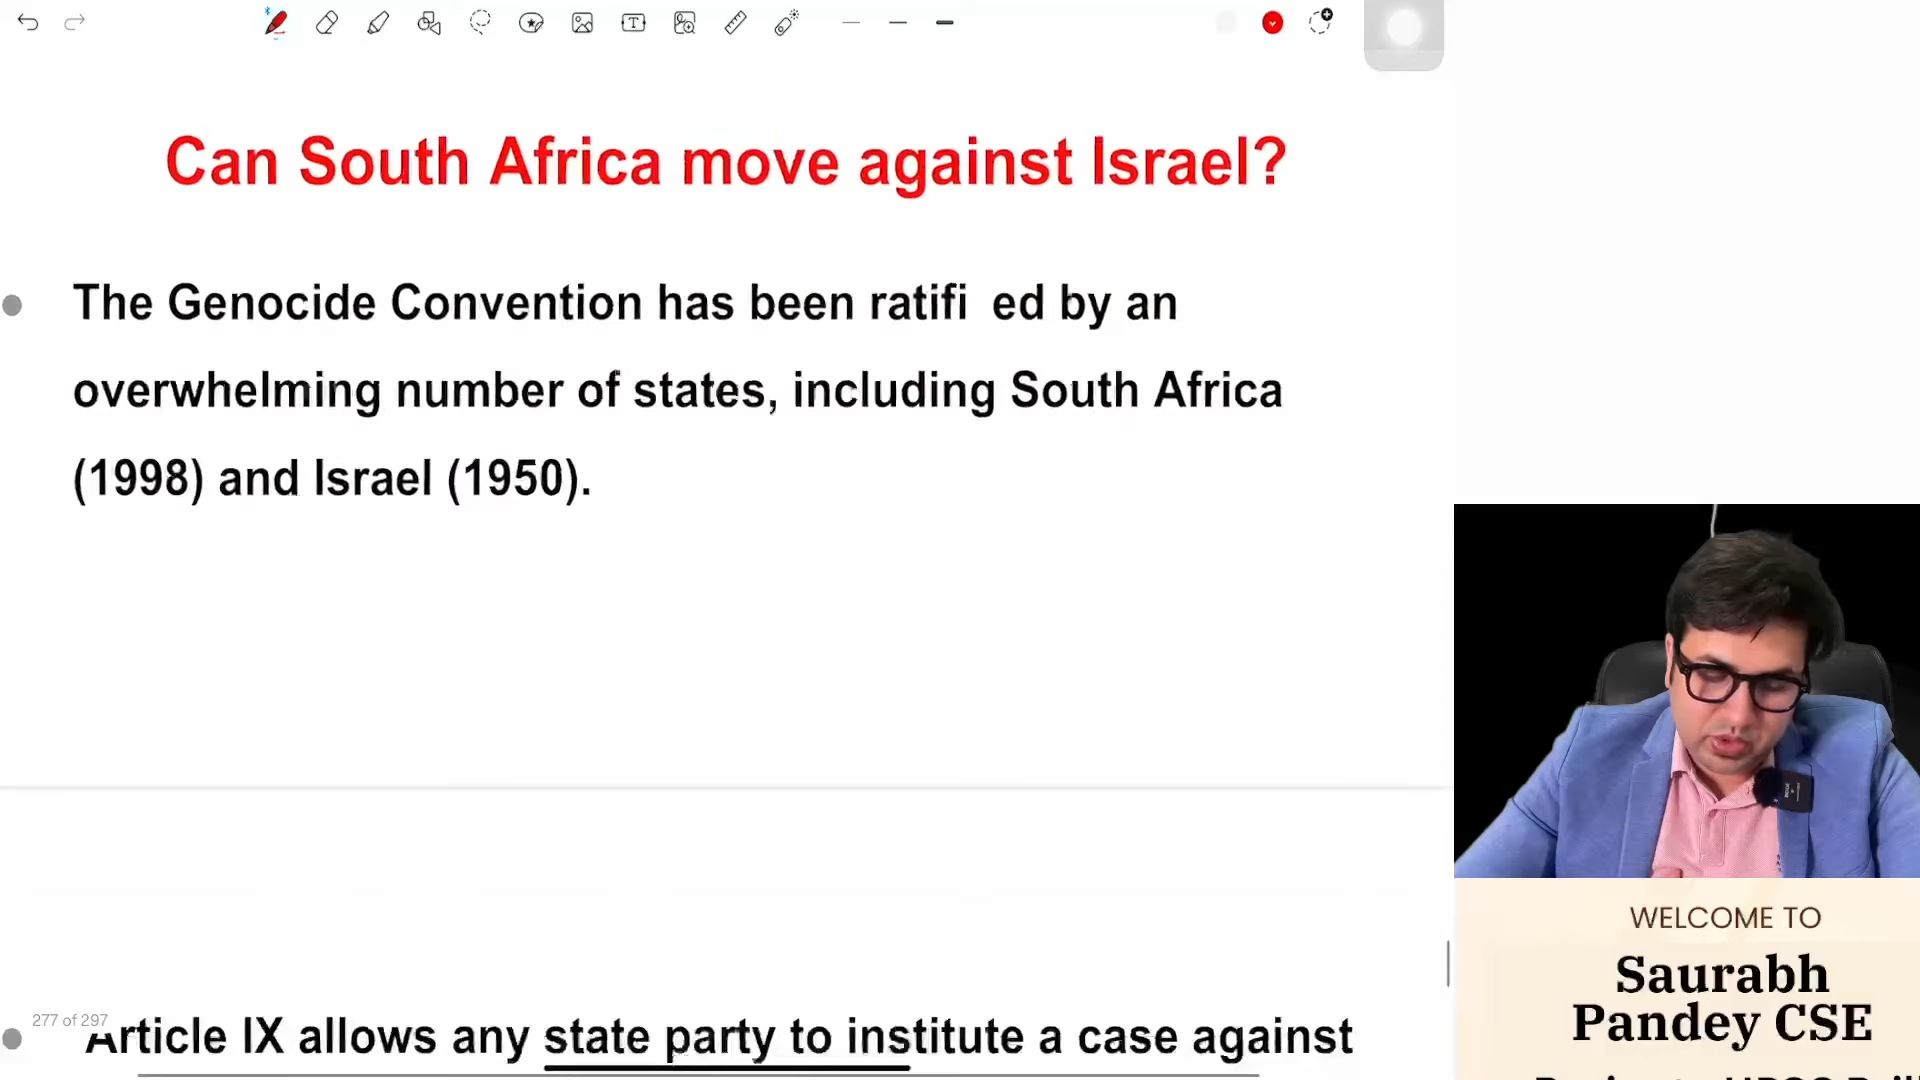 Can South Africa move against Israel?
The Genocide Convention has been ratifi ed by an
overwhelming number of states, including South Africa
(1998) and Israel (1950).
277 of 297
Article IX allows any state party to institute a case against
WELCOME TO
Saurabh
Pandey CSE